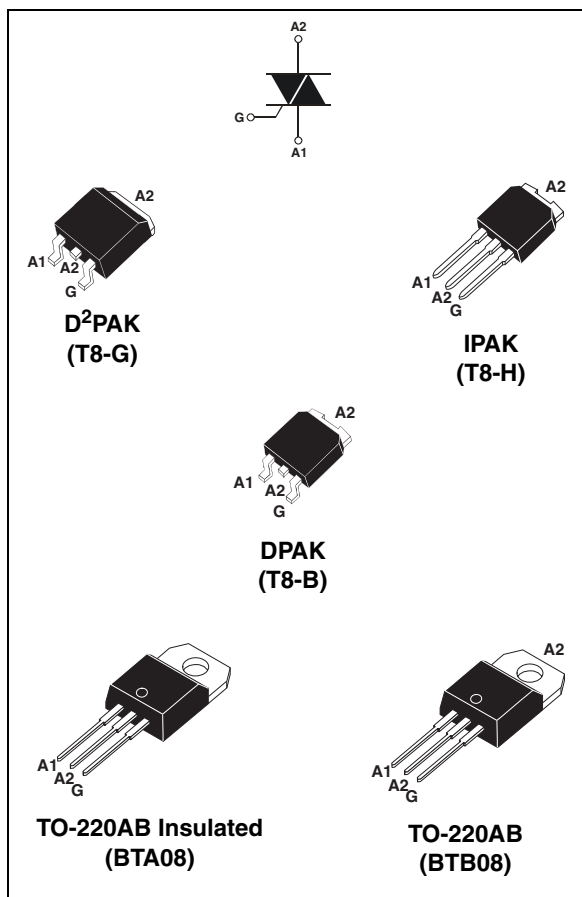 A2
G
A1
A2
A1
A2
G
D²PAK
(T8-G)
A2
A1
A2
G
IPAK
(T8-H)
A2
A1
A2
G
DPAK
(T8-B)
A1
A2
G
TO-220AB Insulated
(BTA08)
A2
A1
A2
G
TO-220AB
(BTB08)